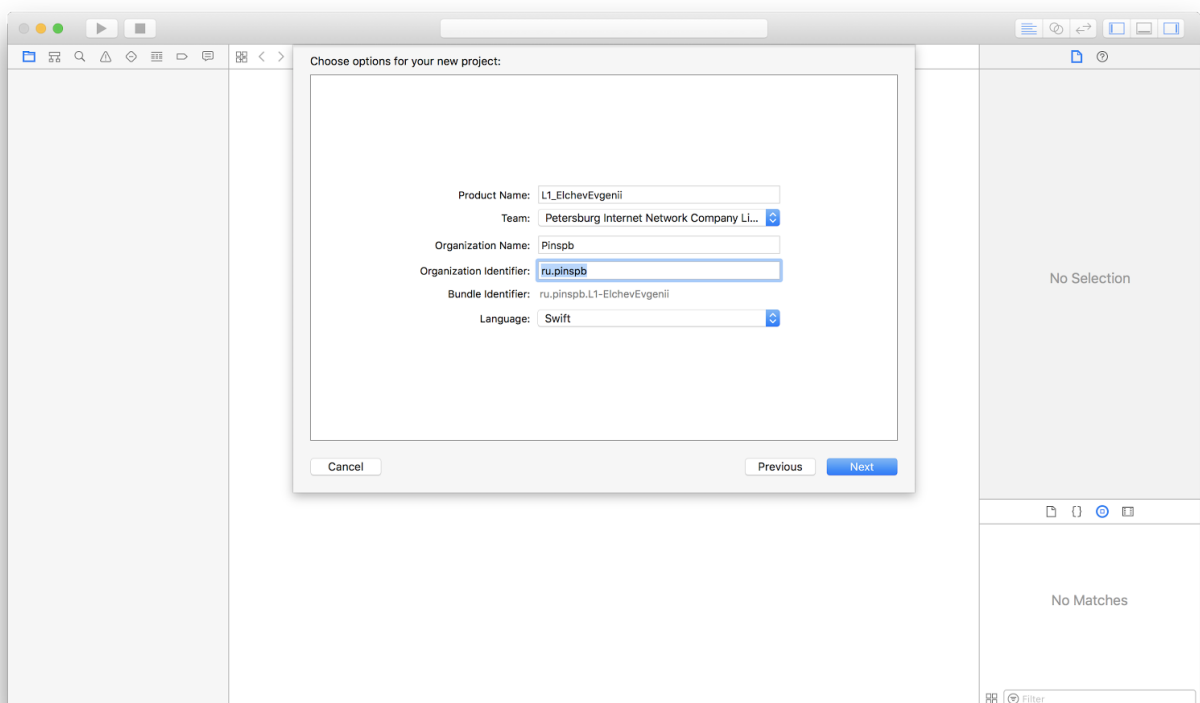 Choose options for your new project:
Product Name: L1_ElchevEvgenii
Team: Petersburg Internet Network Company Li...
Organization Name: Pinspb
Organization Identifier: ru.pinspb
Bundle Identifier: ru.pinspb.L1-ElchevEvgenii
Language: Swift
Cancel
Previous
Next
No Selection
No Matches
Filter